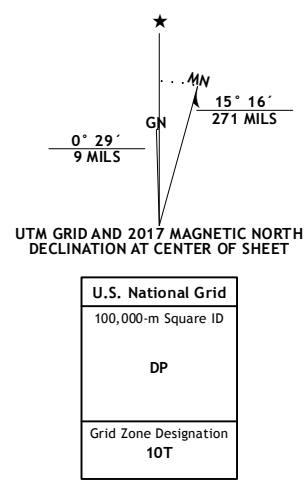 MN
GN
15° 16´
271 MILS
0° 29´
9 MILS
UTM GRID AND 2017 MAGNETIC NORTH
DECLINATION AT CENTER OF SHEET
U.S. National Grid
100,000-m Square ID
DP
Grid Zone Designation
10T